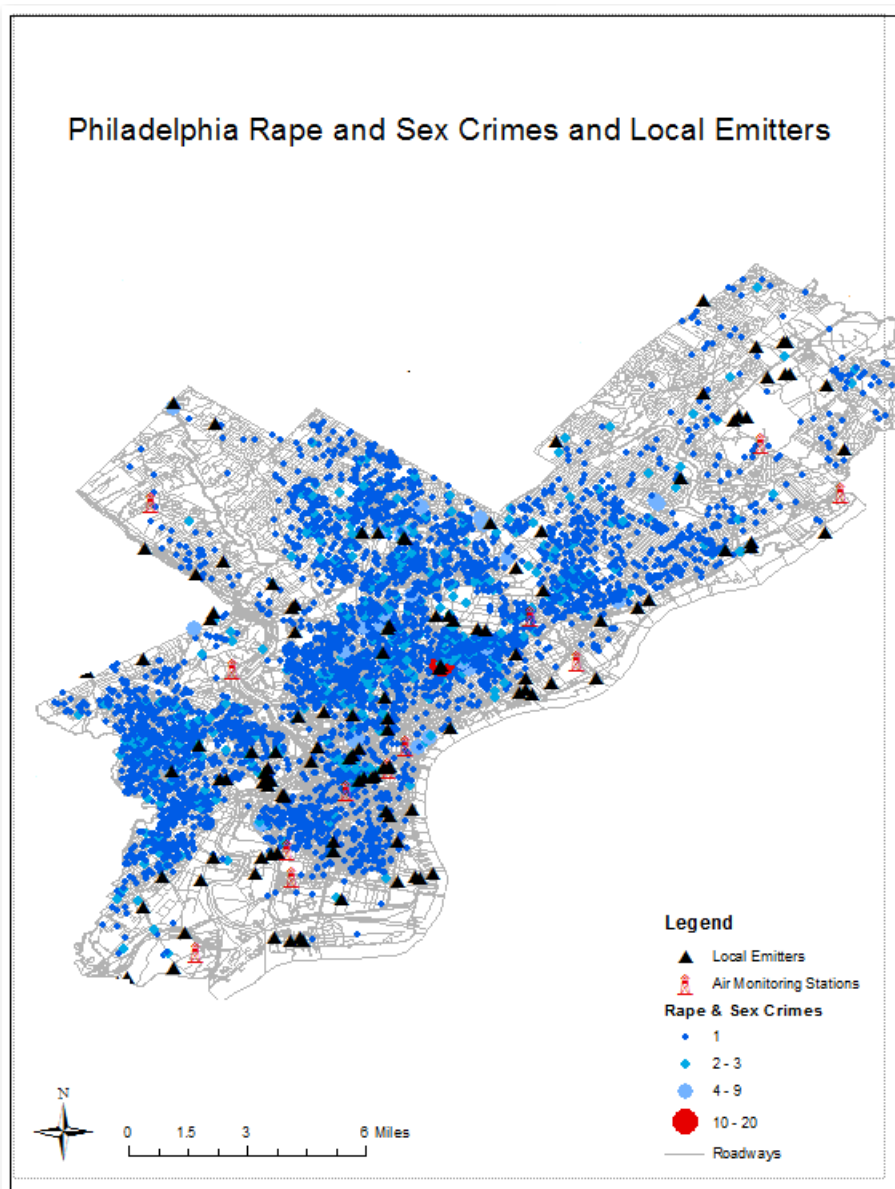 Philadelphia Rape and Sex Crimes and Local Emitters
Legend
Local Emitters
Air Monitoring Stations
Rape & Sex Crimes
1
2 - 3
4 - 9
10 - 20
Roadways
N
0 1.5 3 6 Miles